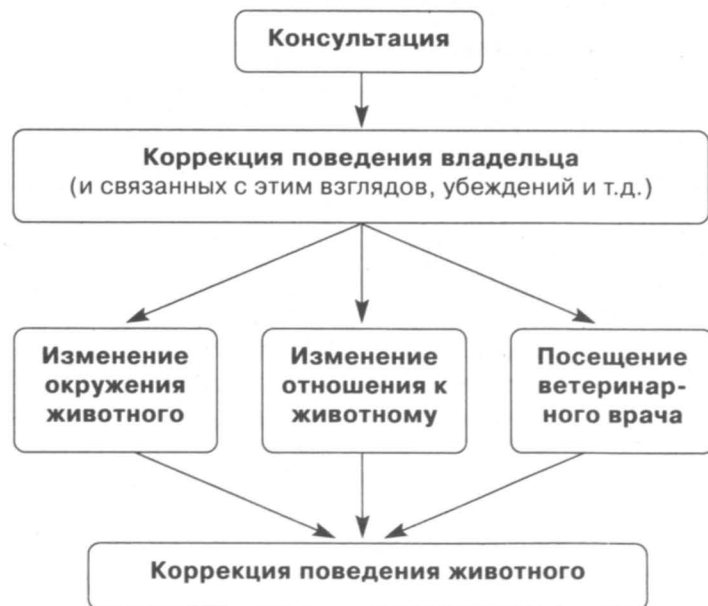 Консультация
Коррекция поведения владельца
(и связанных с этим взглядов, убеждений и т.д.)
Изменение
окружения
животного
Изменение
отношения к
животному
Посещение
ветеринар-
ного врача
Коррекция поведения животного